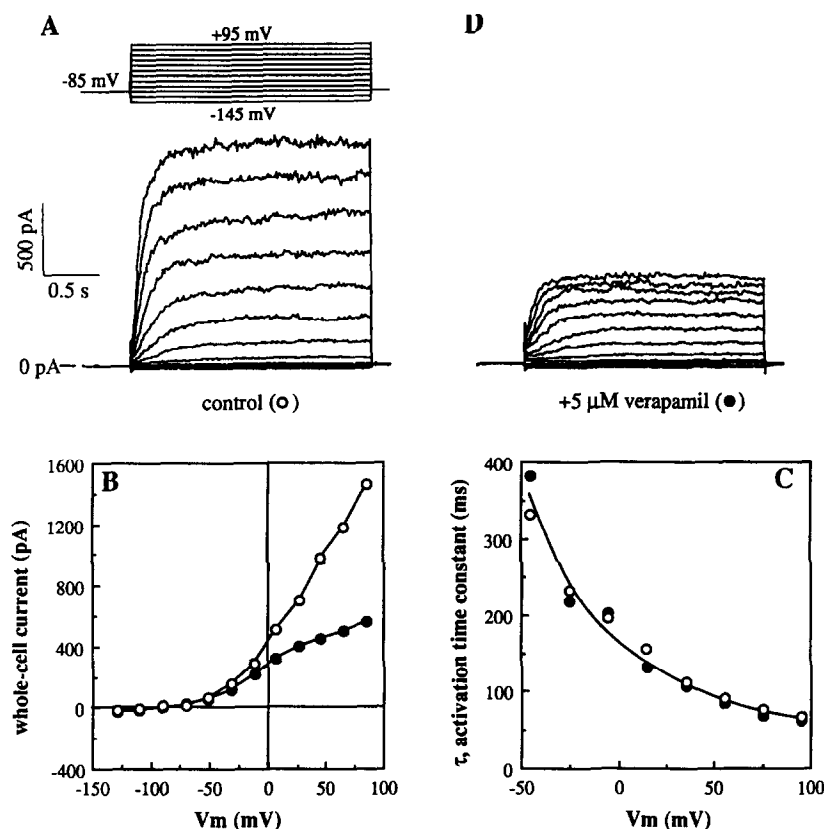 A
D
+95 mV
-85 mV
-145 mV
500 pA
0.5 s
0 pA
control (o)
+5 μM verapamil (●)
B
1600
1200
800
400
0
-400
whole-cell current (pA)
-150 -100 -50 0 50 100
Vm (mV)
C
400
300
200
100
0
τ, activation time constant (ms)
-50 0 50 100
Vm (mV)